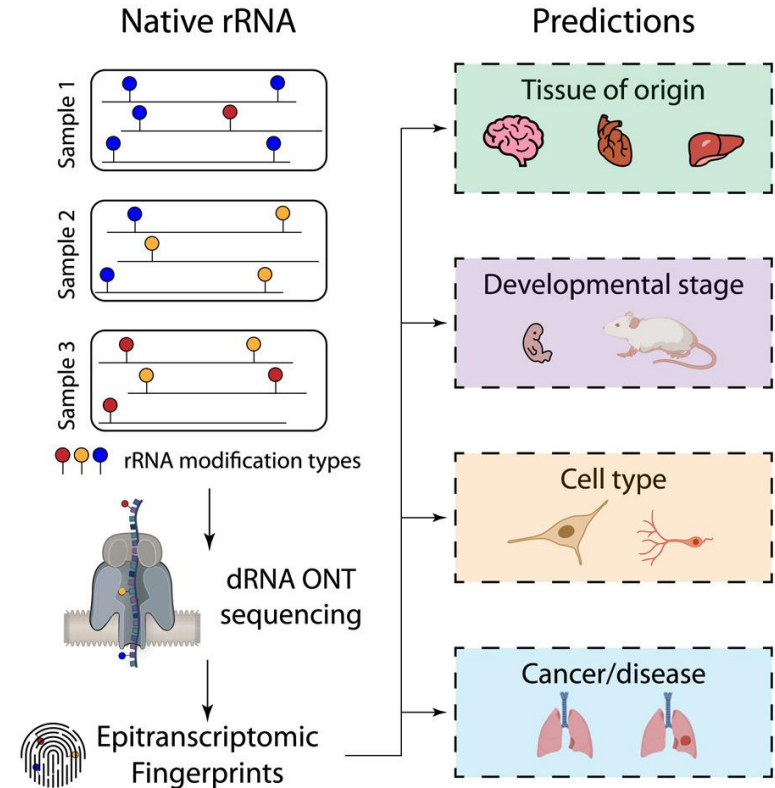 Native rRNA
Sample 1
Sample 2
Sample 3
rRNA modification types
dRNA ONT
sequencing
Epitranscriptomic
Fingerprints
Predictions
Tissue of origin
Developmental stage
Cell type
Cancer/disease